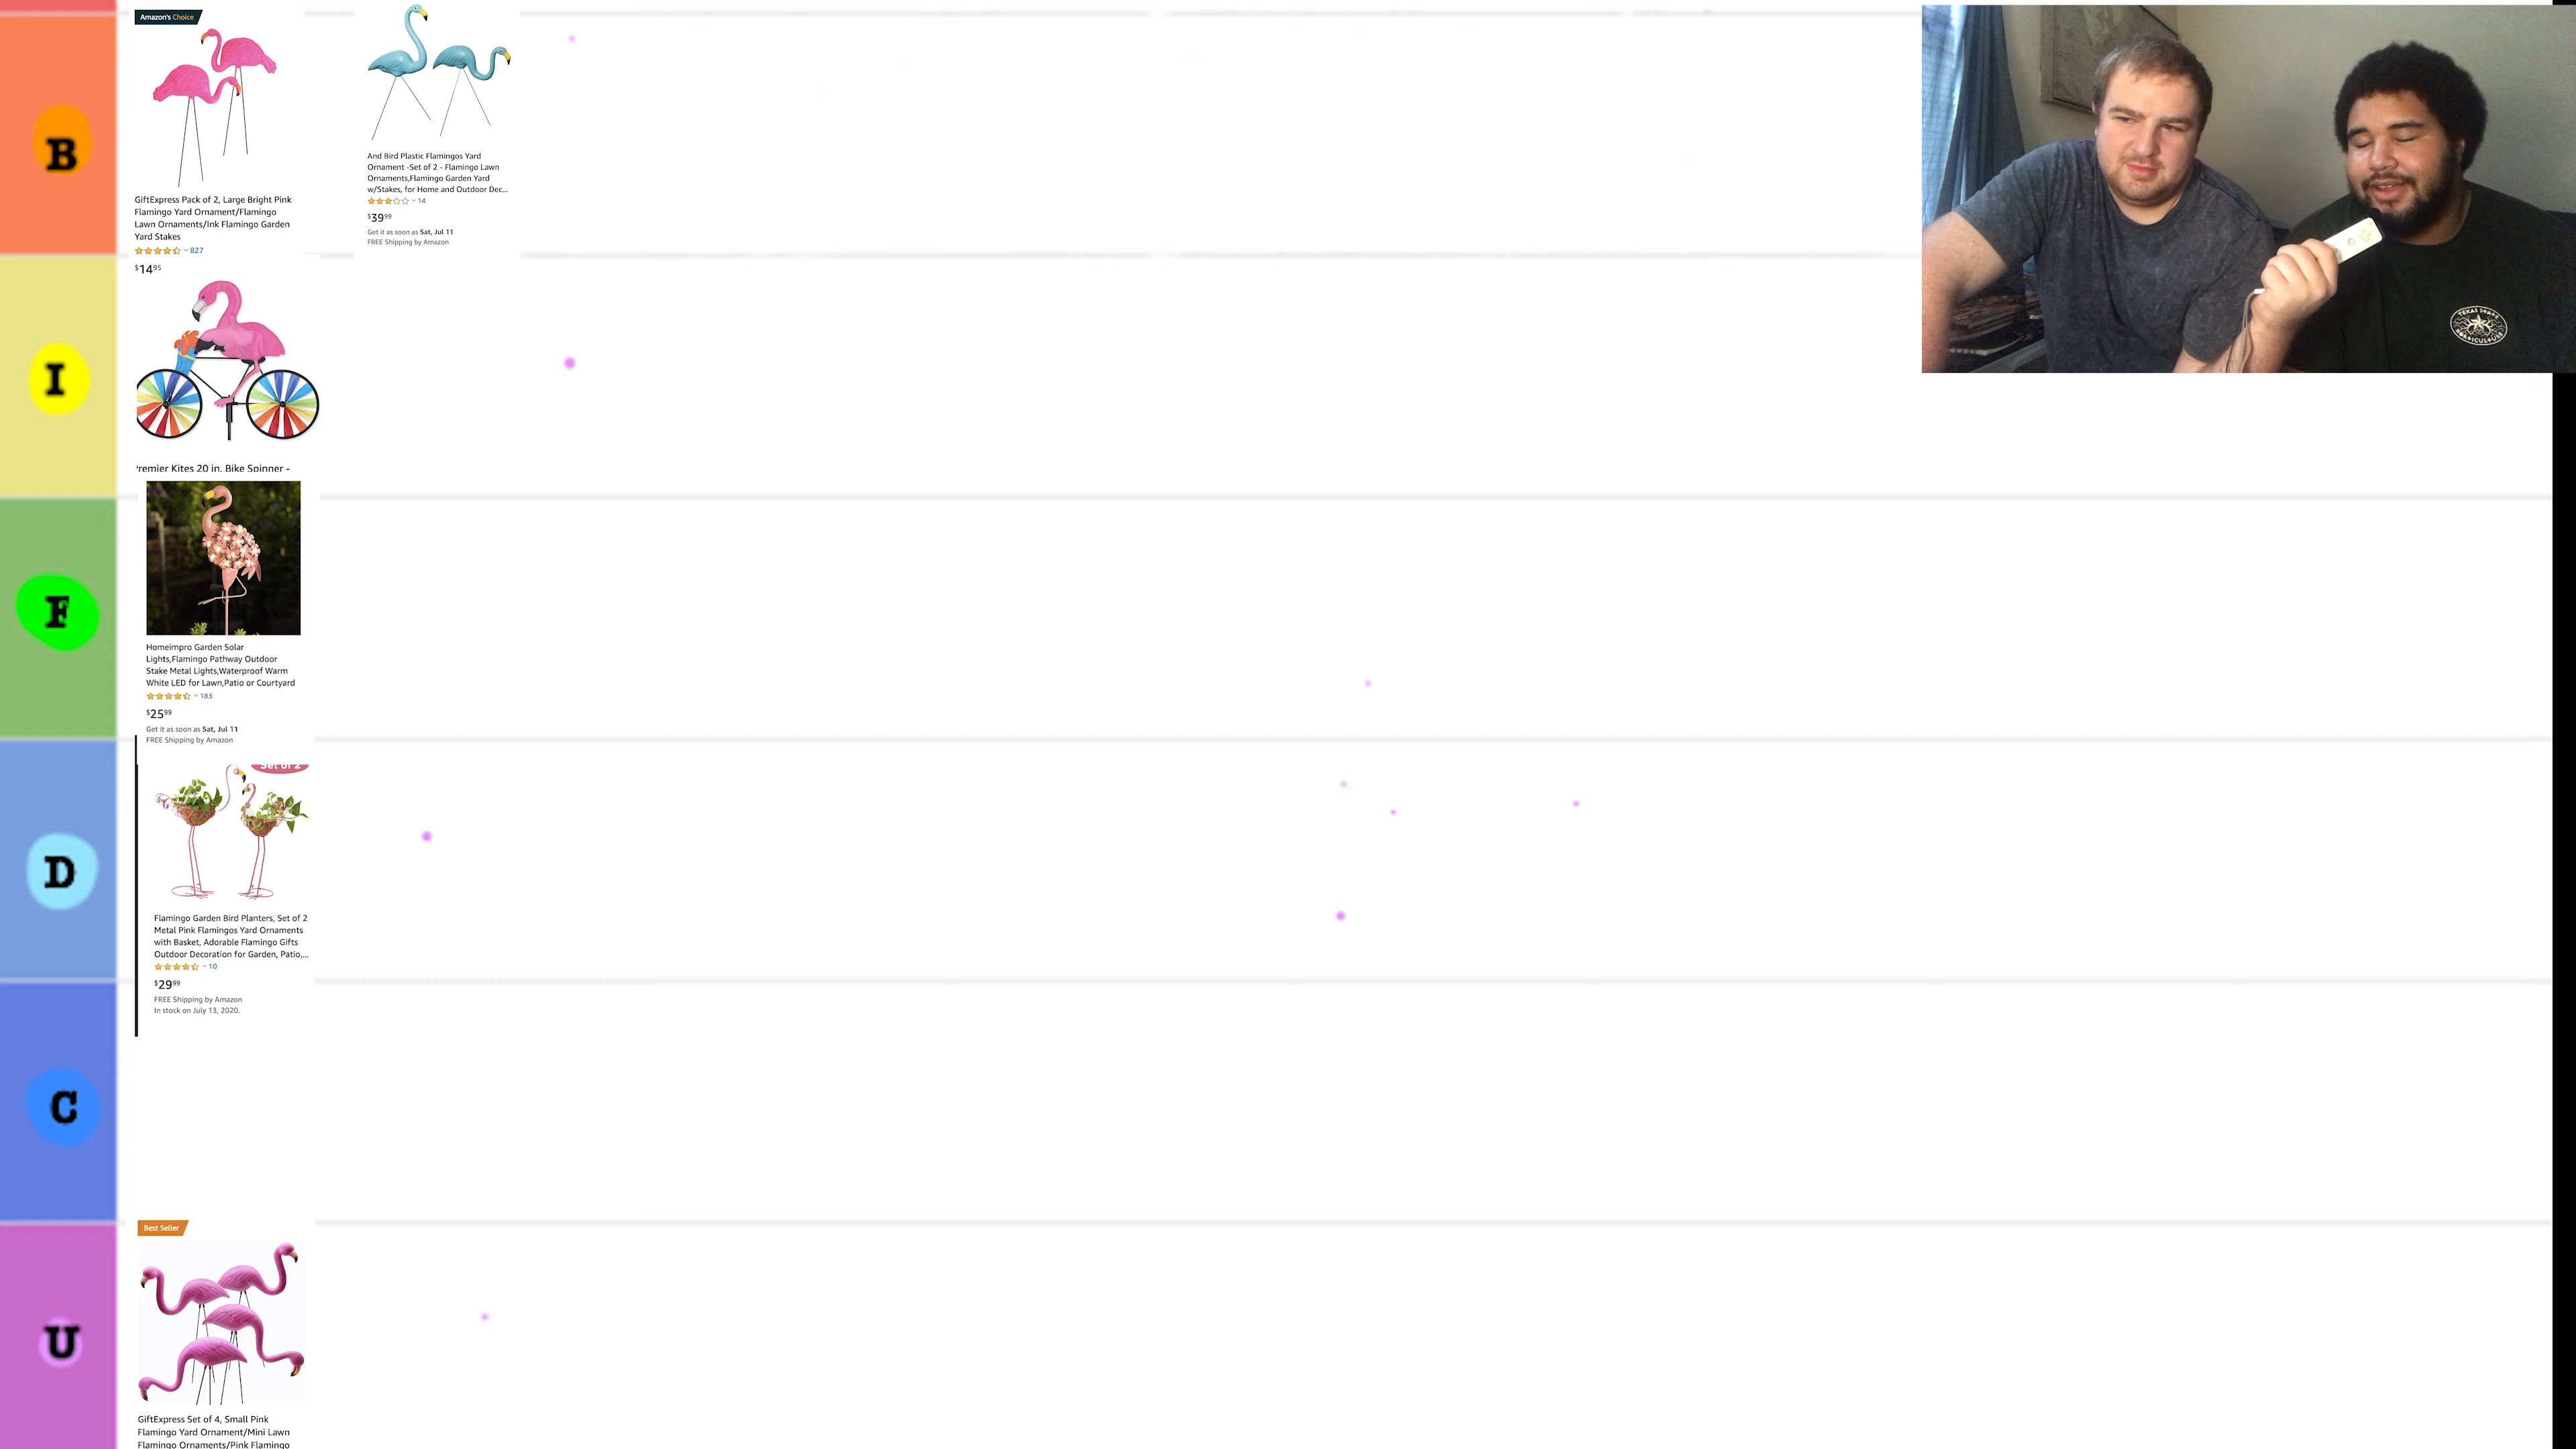 B
Amazon's Choice
GiftExpress Pack of 2, Large Bright Pink
Flamingo Yard Ornament/Flamingo
Lawn Ornaments/Ink Flamingo Garden
Yard Stakes
827
$14.95
And Bird Plastic Flamingos Yard
Ornament -Set of 2 - Flamingo Lawn
Ornaments,Flamingo Garden Yard
w/Stakes, for Home and Outdoor Dec...
14
$39.99
Get it as soon as Sat, Jul 11
FREE Shipping by Amazon
TEXAS
I
remier Kites 20 in. Bike Spinner -
F
Homeimpro Garden Solar
Lights,Flamingo Pathway Outdoor
Stake Metal Lights,Waterproof Warm
White LED for Lawn,Patio or Courtyard
183
$25.99
Get it as soon as Sat, Jul 11
FREE Shipping by Amazon
D
Set of 2
Flamingo Garden Bird Planters, Set of 2
Metal Pink Flamingos Yard Ornaments
with Basket, Adorable Flamingo Gifts
Outdoor Decoration for Garden, Patio,...
10
$29.99
FREE Shipping by Amazon
In stock on July 13, 2020.
C
U
Best Seller
GiftExpress Set of 4, Small Pink
Flamingo Yard Ornament/Mini Lawn
Flamingo Ornaments/Pink Flamingo